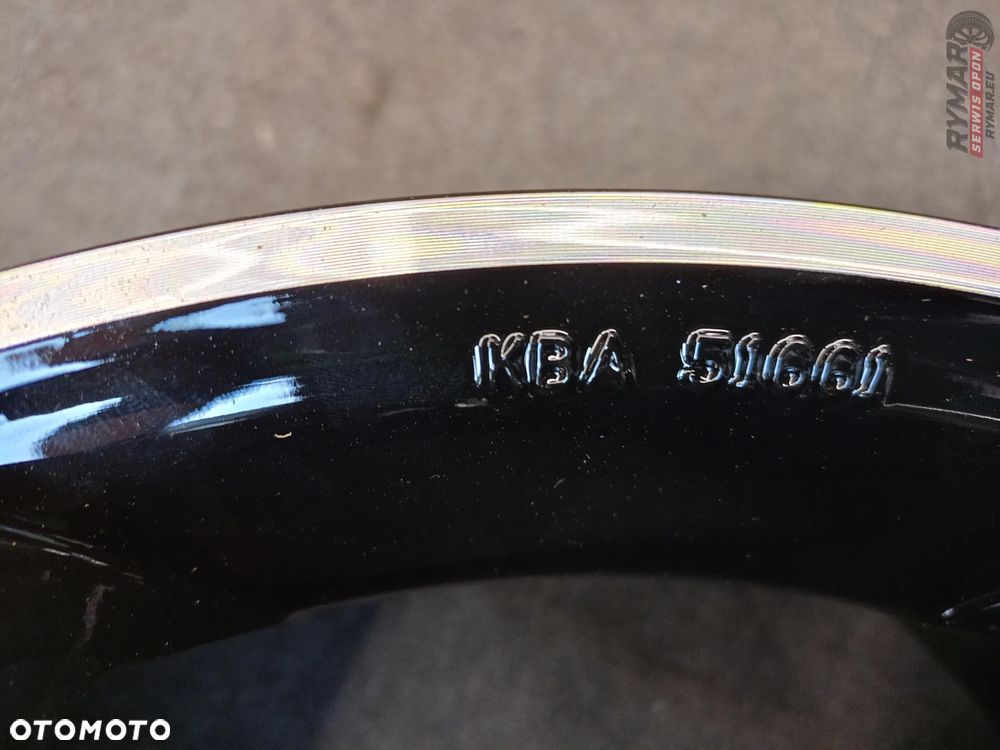 RYMAR
SERWIS OPON
RYMAR.EU
KBA 51661
OTOMOTO